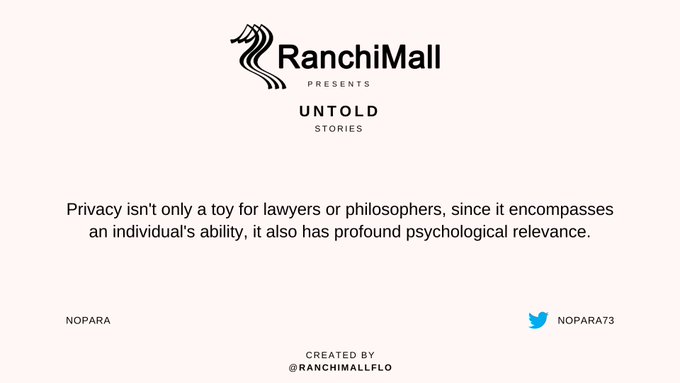 RanchiMall
PRESENTS
UNTOLD
STORIES
Privacy isn't only a toy for lawyers or philosophers, since it encompasses
an individual's ability, it also has profound psychological relevance.
NOPARA
NOPARA73
CREATED BY
@RANCHIMALLFLO